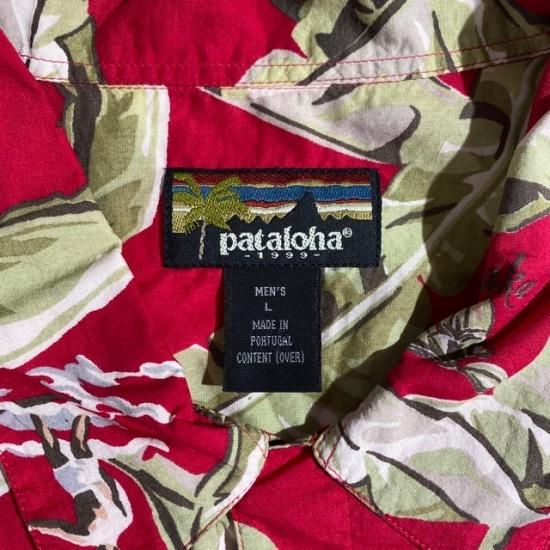 pataloha®
-1999-
MEN'S
L
MADE IN
PORTUGAL
CONTENT (OVER)